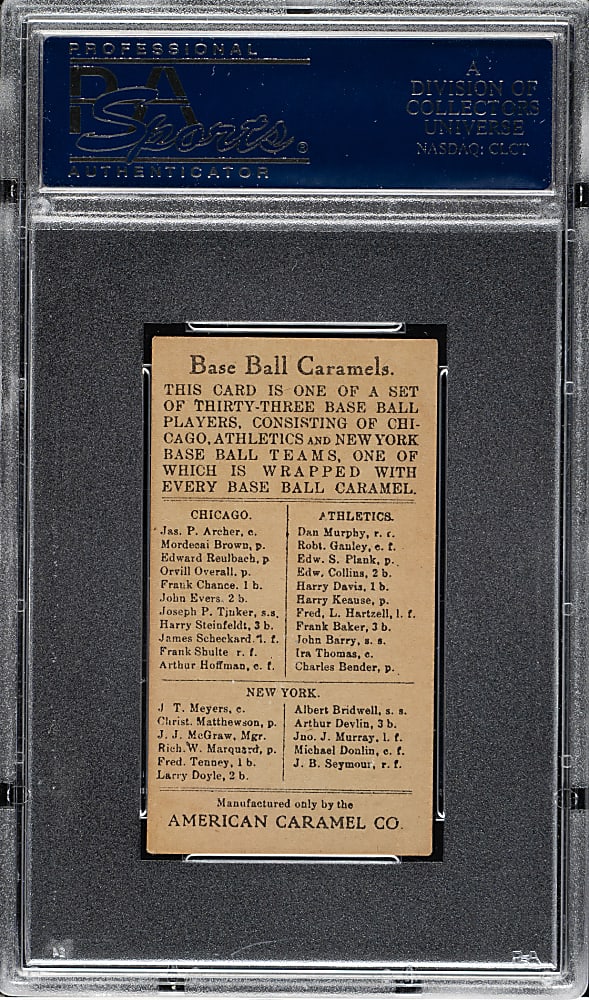 PROFESSIONAL
PSA
Sports®
AUTHENTICATOR
A
DIVISION OF
COLLECTORS
UNIVERSE
NASDAQ: CLCT
Base Ball Caramels.
THIS CARD IS ONE OF A SET
OF THIRTY-THREE BASE BALL
PLAYERS, CONSISTING OF CHI-
CAGO, ATHLETICS AND NEW YORK
BASE BALL TEAMS, ONE OF
WHICH IS WRAPPED WITH
EVERY BASE BALL CARAMEL.
CHICAGO.
Jas. P. Archer, c.
Mordecai Brown, p.
Edward Reulbach, p
Orvill Overall, p.
Frank Chance. 1 b.
John Evers. 2 b.
Joseph P. Tinker, s.s.
Harry Steinfeldt, 3 b.
James Scheckard. l. f.
Frank Shulte r. f.
Arthur Hoffman, c. f.
ATHLETICS.
Dan Murphy, r. f.
Robt. Ganley, c. f.
Edw. S. Plank, p.
Edw. Collins, 2 b.
Harry Davis, 1 b.
Harry Keause, p.
Fred. L. Hartzell, l. f.
Frank Baker, 3 b.
John Barry, s. s.
Ira Thomas, c.
Charles Bender, p.
NEW YORK.
J T. Meyers, c.
Christ. Matthewson, p.
J. J. McGraw, Mgr.
Rich. W. Marquard, p.
Fred. Tenney, 1 b.
Larry Doyle, 2 b.
Albert Bridwell, s. s.
Arthur Devlin, 3 b.
Jno. J. Murray, l. f.
Michael Donlin, c. f.
J. B. Seymour, r. f.
Manufactured only by the
AMERICAN CARAMEL CO.
PSA